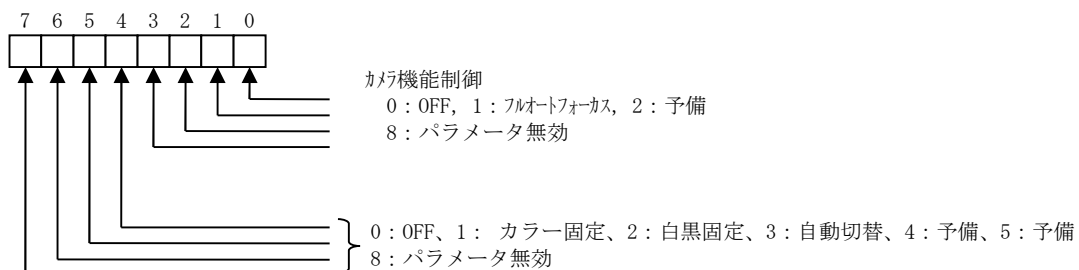 7 6 5 4 3 2 1 0
ｶﾒﾗ機能制御
0：OFF, 1：ﾌﾙｵｰﾄﾌｫｰｶｽ, 2：予備
8：パラメータ無効
0：OFF、1： カラー固定、2：白黒固定、3：自動切替、4：予備、5：予備
8：パラメータ無効